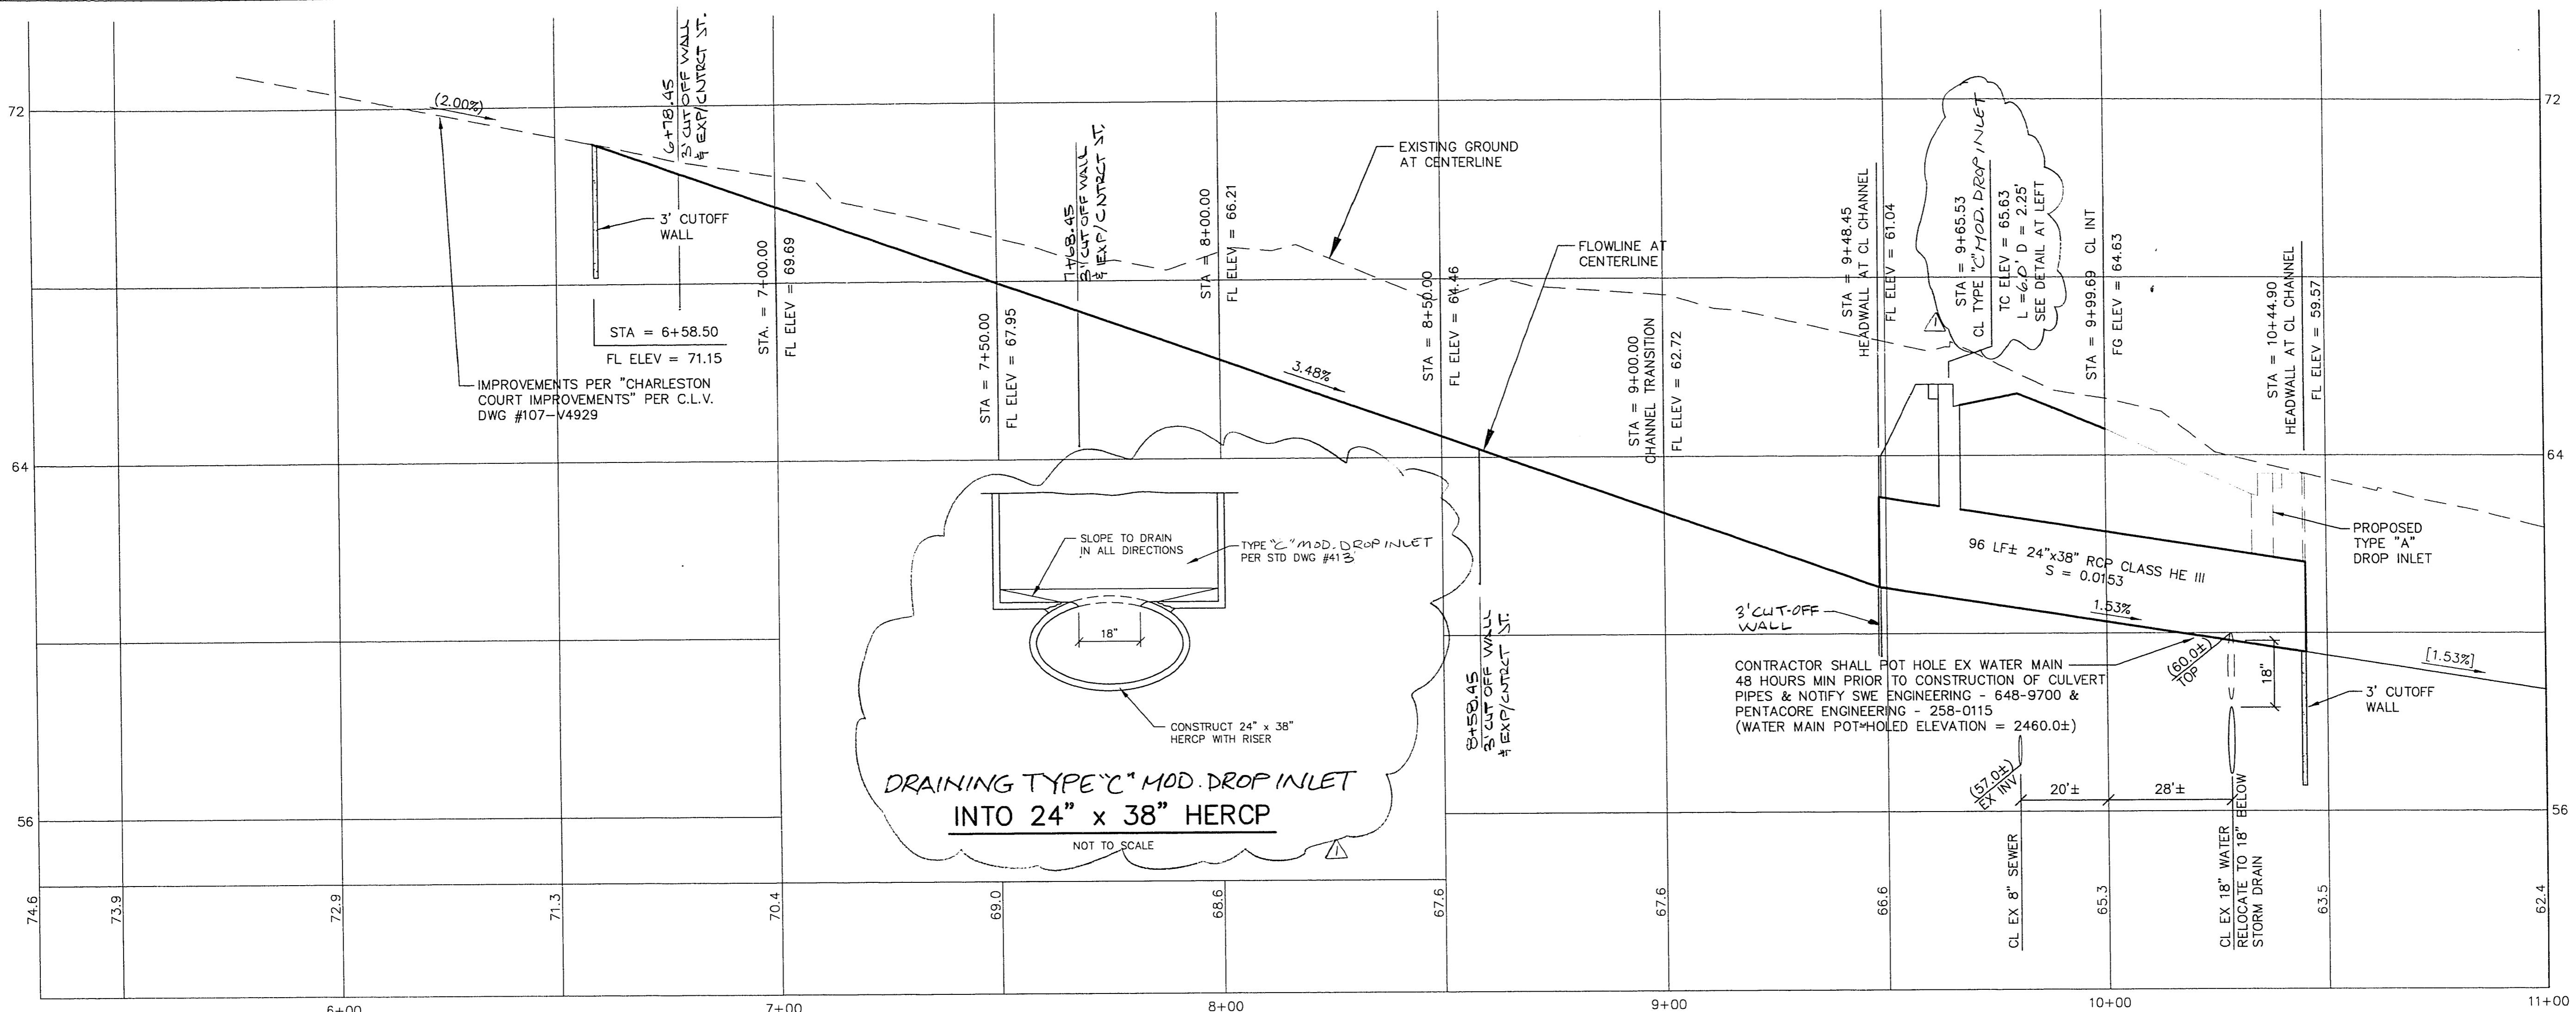 72
(2.00%)
6+78.45
3' CUT OFF WALL
& EXP/CNTRCT ST.
3' CUTOFF
WALL
STA = 6+58.50
FL ELEV = 71.15
IMPROVEMENTS PER "CHARLESTON
COURT IMPROVEMENTS" PER C.L.V.
DWG #107-V4929
STA. = 7+00.00
FL ELEV = 69.69
STA = 7+50.00
FL ELEV = 67.95
7+68.45
3' CUT OFF WALL
& EXP/CNTRCT ST.
STA = 8+00.00
FL ELEV = 66.21
EXISTING GROUND
AT CENTERLINE
3.48%
STA = 8+50.00
FL ELEV = 64.46
FLOWLINE AT
CENTERLINE
STA = 9+00.00
CHANNEL TRANSITION
FL ELEV = 62.72
STA = 9+48.45
HEADWALL AT CL CHANNEL
FL ELEV = 61.04
STA = 9+65.53
CL TYPE "C" MOD. DROP INLET
TC ELEV = 65.63
L = 6.0' D = 2.25'
SEE DETAIL AT LEFT
1
STA = 9+99.69 CL INT
FG ELEV = 64.63
STA = 10+44.90
HEADWALL AT CL CHANNEL
FL ELEV = 59.57
72
64
64
SLOPE TO DRAIN
IN ALL DIRECTIONS
TYPE "C" MOD. DROP INLET
PER STD DWG #413
18"
CONSTRUCT 24" x 38"
HERCP WITH RISER
DRAINING TYPE "C" MOD. DROP INLET
INTO 24" x 38" HERCP
NOT TO SCALE
1
8+58.45
3' CUT OFF WALL
& EXP/CNTRCT ST.
96 LF± 24"x38" RCP CLASS HE III
S = 0.0153
1.53%
PROPOSED
TYPE "A"
DROP INLET
3' CUT-OFF
WALL
CONTRACTOR SHALL POT HOLE EX WATER MAIN
48 HOURS MIN PRIOR TO CONSTRUCTION OF CULVERT
PIPES & NOTIFY SWE ENGINEERING - 648-9700 &
PENTACORE ENGINEERING - 258-0115
(WATER MAIN POT-HOLED ELEVATION = 2460.0±)
(60.0±)
TOP
18"
[1.53%]
3' CUTOFF
WALL
(57.0±)
EX INV
20'±
28'±
56
56
CL EX 8" SEWER
CL EX 18" WATER
RELOCATE TO 18" BELOW
STORM DRAIN
74.6
73.9
72.9
71.3
70.4
69.0
68.6
67.6
67.6
66.6
65.3
63.5
62.4
6+00
7+00
8+00
9+00
10+00
11+00